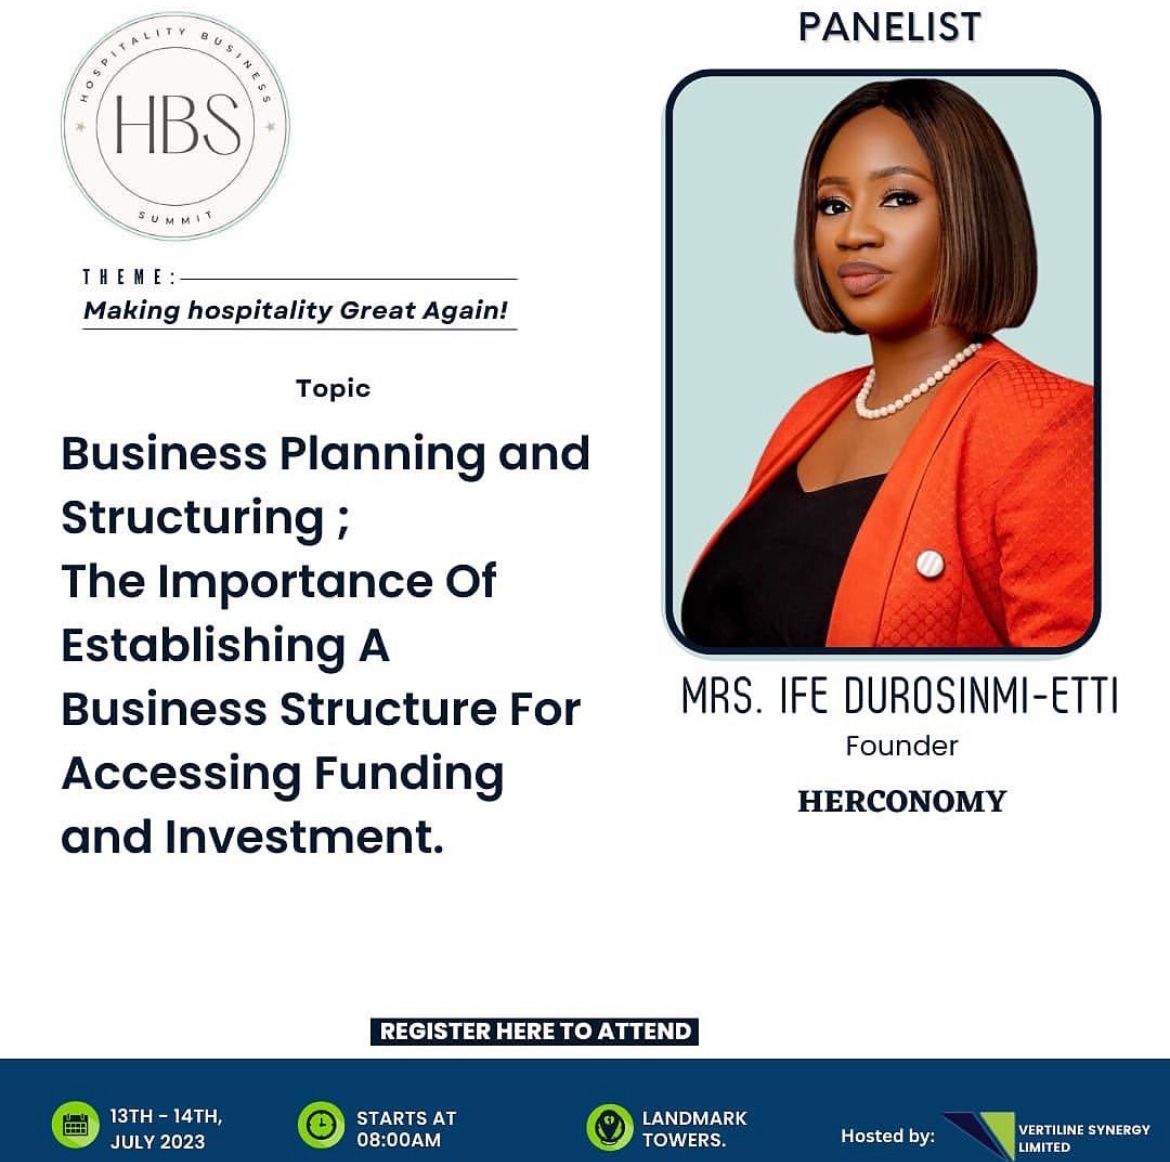 HOSPITALITY BUSINESS
HBS
SUMMIT
THEME:
Making hospitality Great Again!
Topic
Business Planning and
Structuring ;
The Importance Of
Establishing A
Business Structure For
Accessing Funding
and Investment.
PANELIST
MRS. IFE DUROSINMI-ETTI
Founder
HERCONOMY
REGISTER HERE TO ATTEND
13TH - 14TH,
JULY 2023
STARTS AT
08:00AM
LANDMARK
TOWERS.
Hosted by:
VERTILINE SYNERGY
LIMITED